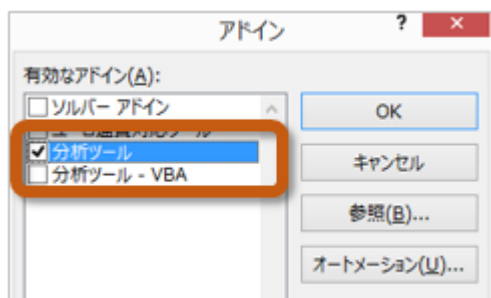 アドイン ? ×
有効なアドイン(A):
ソルバー アドイン
分析ツール
分析ツール - VBA
OK
キャンセル
参照(B)...
オートメーション(U)...